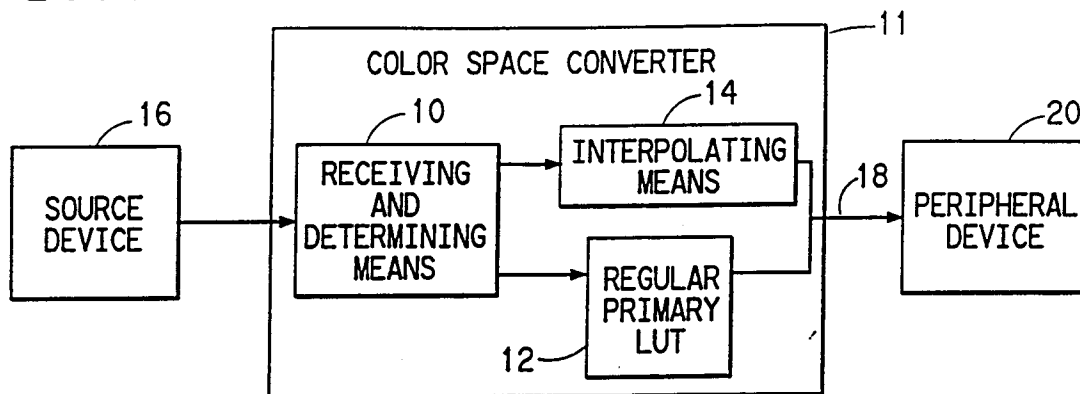 11
COLOR SPACE CONVERTER
16
SOURCE
DEVICE
10
RECEIVING
AND
DETERMINING
MEANS
14
INTERPOLATING
MEANS
12
REGULAR
PRIMARY
LUT
18
20
PERIPHERAL
DEVICE